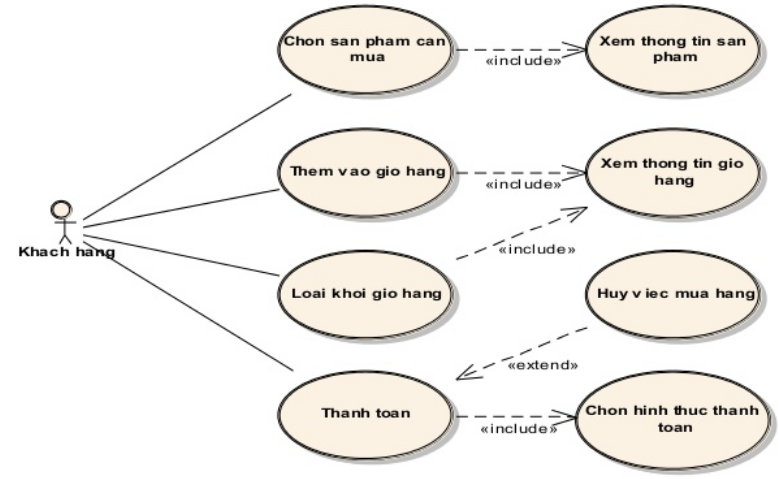 Chon san pham can
mua
«include»
Xem thong tin san
pham
Them vao gio hang
«include»
Xem thong tin gio
hang
Khach hang
«include»
Loai khoi gio hang
Huy viec mua hang
«extend»
Thanh toan
«include»
Chon hinh thuc thanh
toan